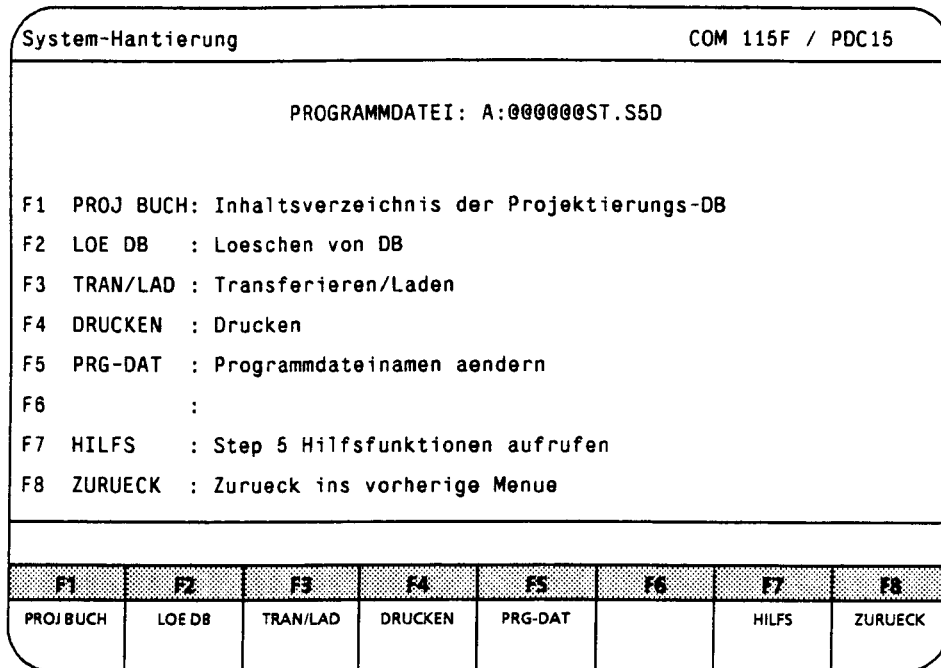 System-Hantierung COM 115F / PDC15
PROGRAMMDATEI: A:@@@@@@ST.S5D
F1 PROJ BUCH: Inhaltsverzeichnis der Projektierungs-DB
F2 LOE DB : Loeschen von DB
F3 TRAN/LAD : Transferieren/Laden
F4 DRUCKEN : Drucken
F5 PRG-DAT : Programmdateinamen aendern
F6 :
F7 HILFS : Step 5 Hilfsfunktionen aufrufen
F8 ZURUECK : Zurueck ins vorherige Menue
F1 F2 F3 F4 F5 F6 F7 F8
PROJ BUCH LOE DB TRAN/LAD DRUCKEN PRG-DAT HILFS ZURUECK